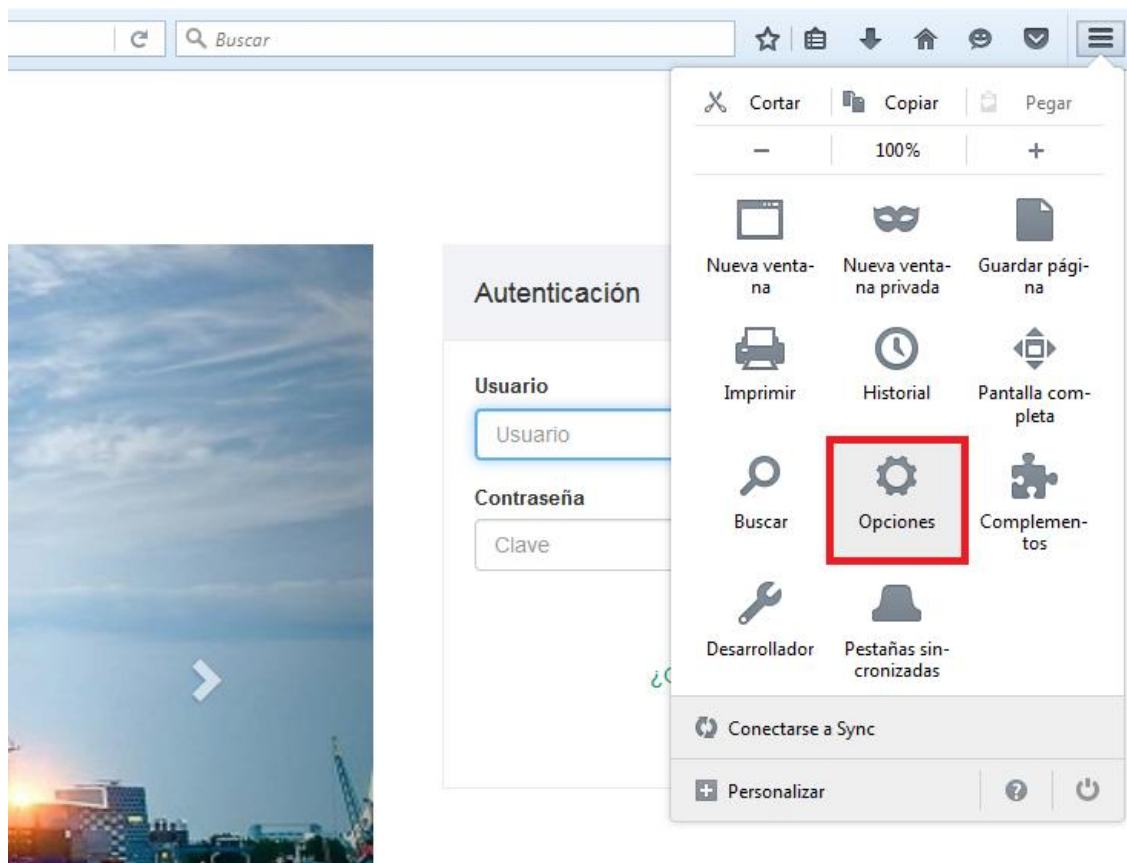 Buscar
Cortar
Copiar
Pegar
100%
Nueva venta-
na
Nueva venta-
na privada
Guardar pági-
na
Autenticación
Usuario
Usuario
Contraseña
Clave
Imprimir
Historial
Pantalla com-
pleta
Buscar
Opciones
Complemen-
tos
Desarrollador
Pestañas sin-
cronizadas
Conectarse a Sync
Personalizar